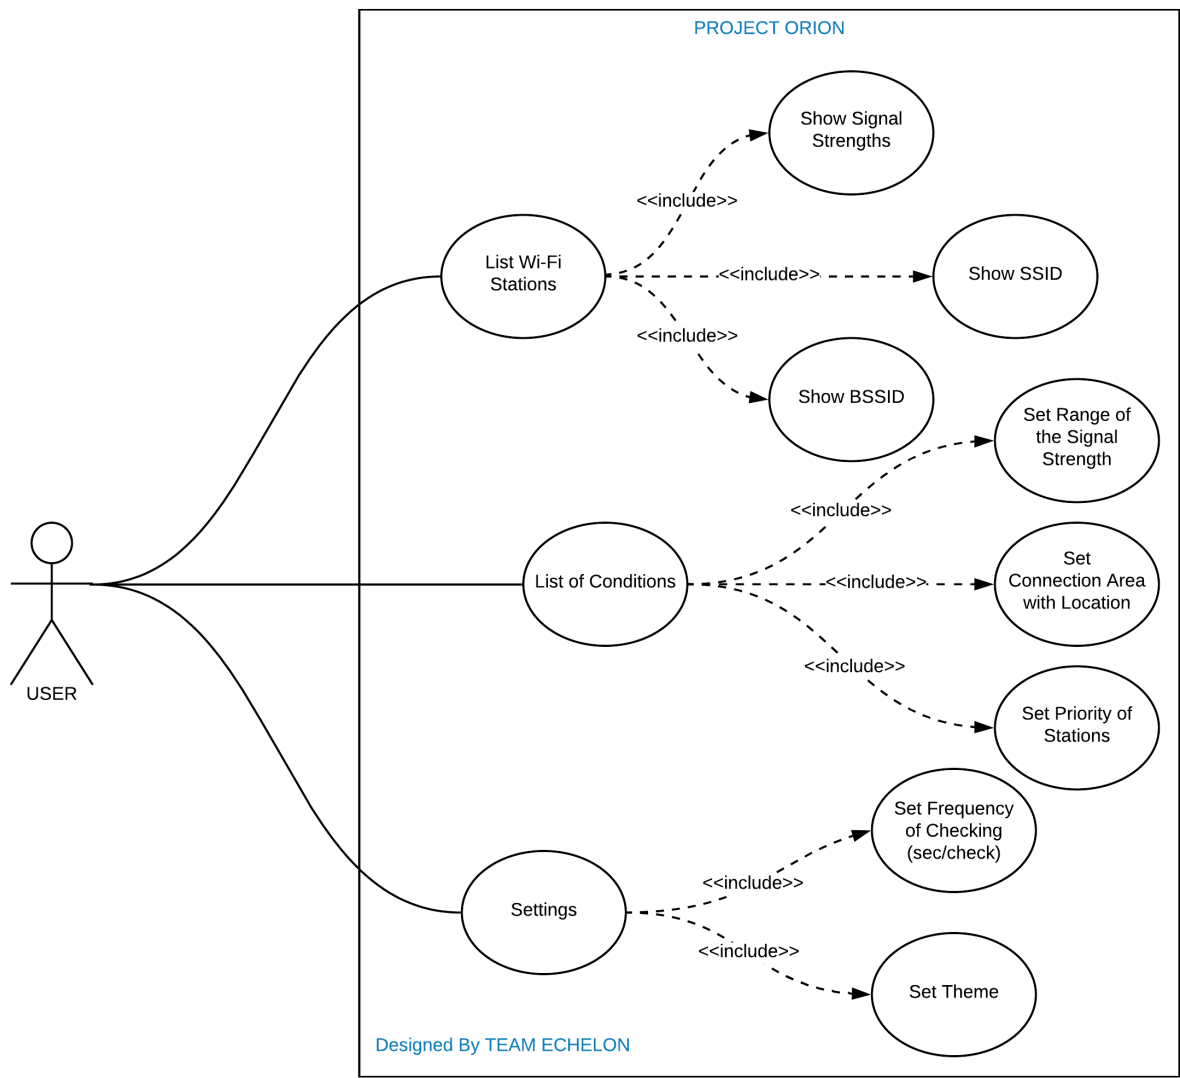 PROJECT ORION
Show Signal
Strengths
<<include>>
List Wi-Fi
Stations
<<include>>
Show SSID
<<include>>
Show BSSID
Set Range of
the Signal
Strength
<<include>>
List of Conditions
<<include>>
Set
Connection Area
with Location
<<include>>
USER
Set Priority of
Stations
Set Frequency
of Checking
(sec/check)
<<include>>
Settings
<<include>>
Set Theme
Designed By TEAM ECHELON